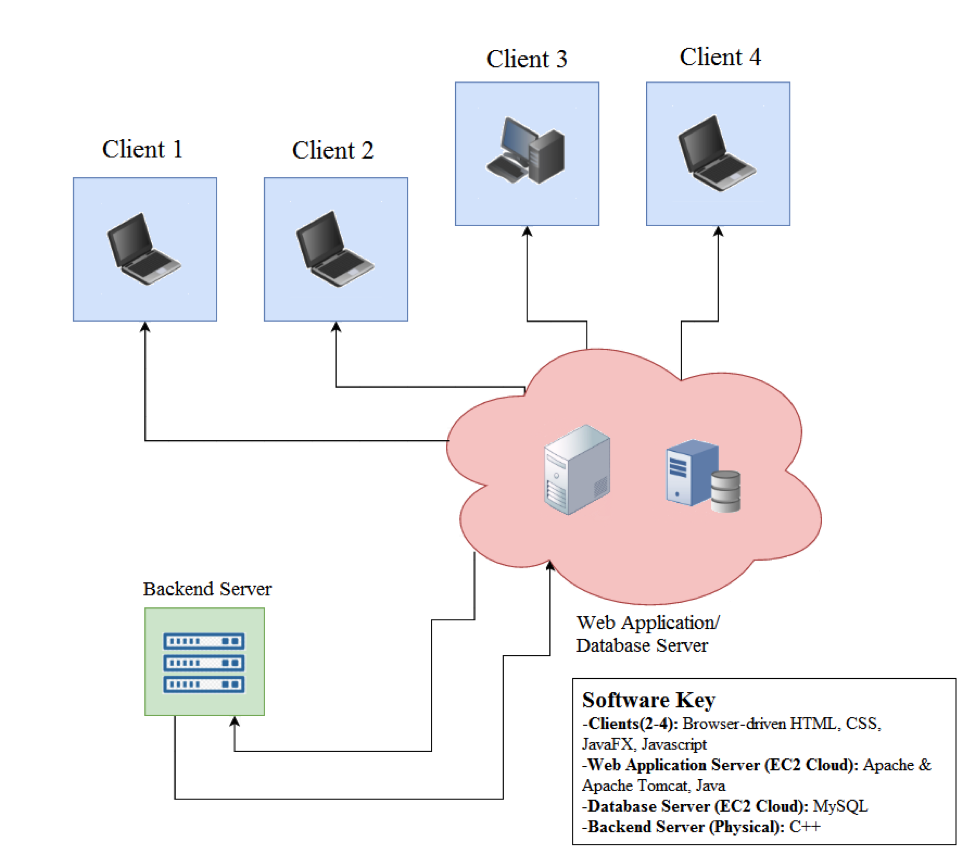 Client 3
Client 4
Client 1
Client 2
Backend Server
Web Application/
Database Server
Software Key
-Clients(2-4): Browser-driven HTML, CSS,
JavaFX, Javascript
-Web Application Server (EC2 Cloud): Apache &
Apache Tomcat, Java
-Database Server (EC2 Cloud): MySQL
-Backend Server (Physical): C++